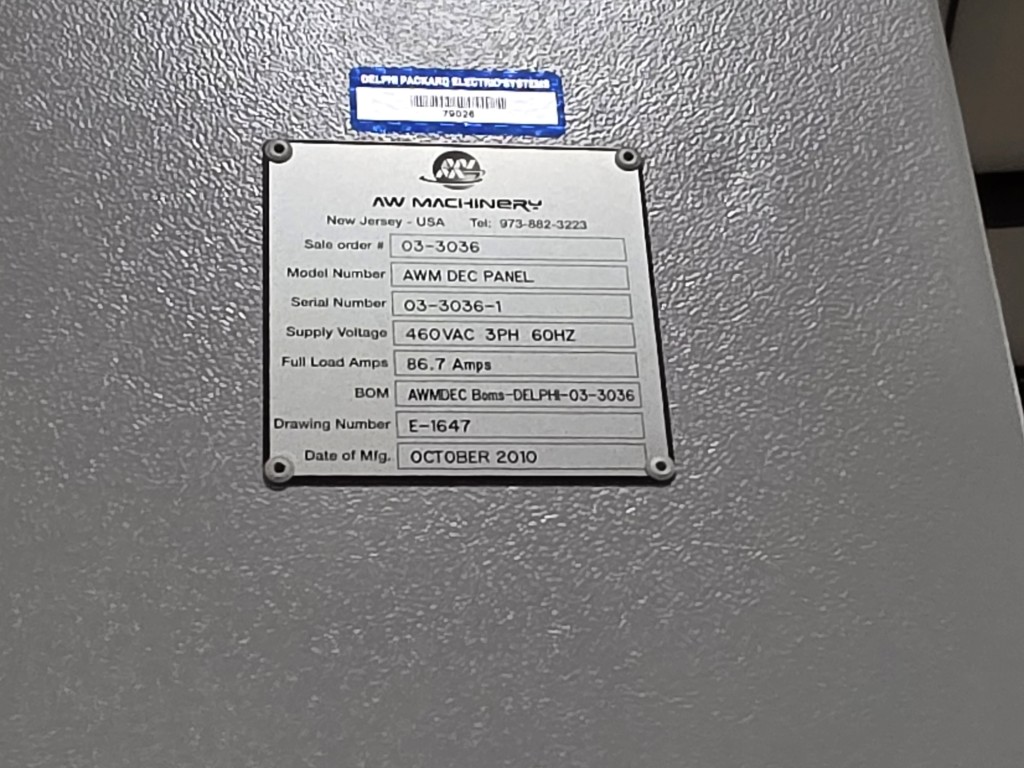 DELPHI PACKARD ELECTRIC SYSTEMS
79026
AW
AW MACHINERY
New Jersey - USA Tel: 973-882-3223
Sale order # 03-3036
Model Number AWM DEC PANEL
Serial Number 03-3036-1
Supply Voltage 460VAC 3PH 60HZ
Full Load Amps 86.7 Amps
BOM AWMDEC Boms-DELPHI-03-3036
Drawing Number E-1647
Date of Mfg. OCTOBER 2010